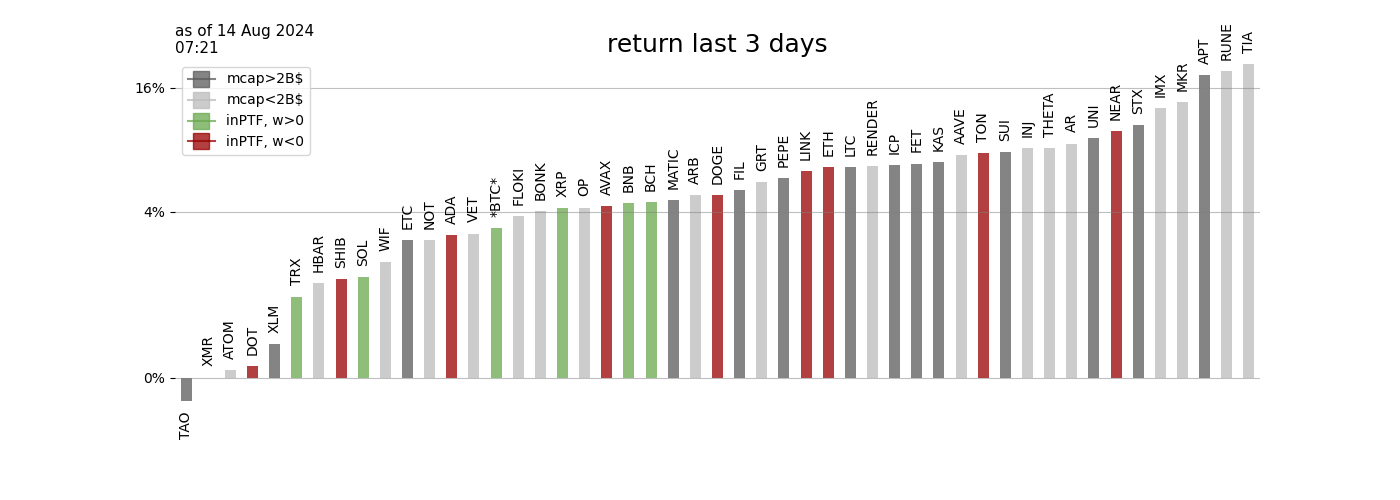 as of 14 Aug 2024
07:21
return last 3 days
mcap>2B$
mcap<2B$
inPTF, w>0
inPTF, w<0
16%
4%
0%
TAO
XMR
ATOM
DOT
XLM
TRX
HBAR
SHIB
SOL
WIF
ETC
NOT
ADA
VET
*BTC*
FLOKI
BONK
XRP
OP
AVAX
BNB
BCH
MATIC
ARB
DOGE
FIL
GRT
PEPE
LINK
ETH
LTC
RENDER
ICP
FET
KAS
AAVE
TON
SUI
INJ
THETA
AR
UNI
NEAR
STX
IMX
MKR
APT
RUNE
TIA